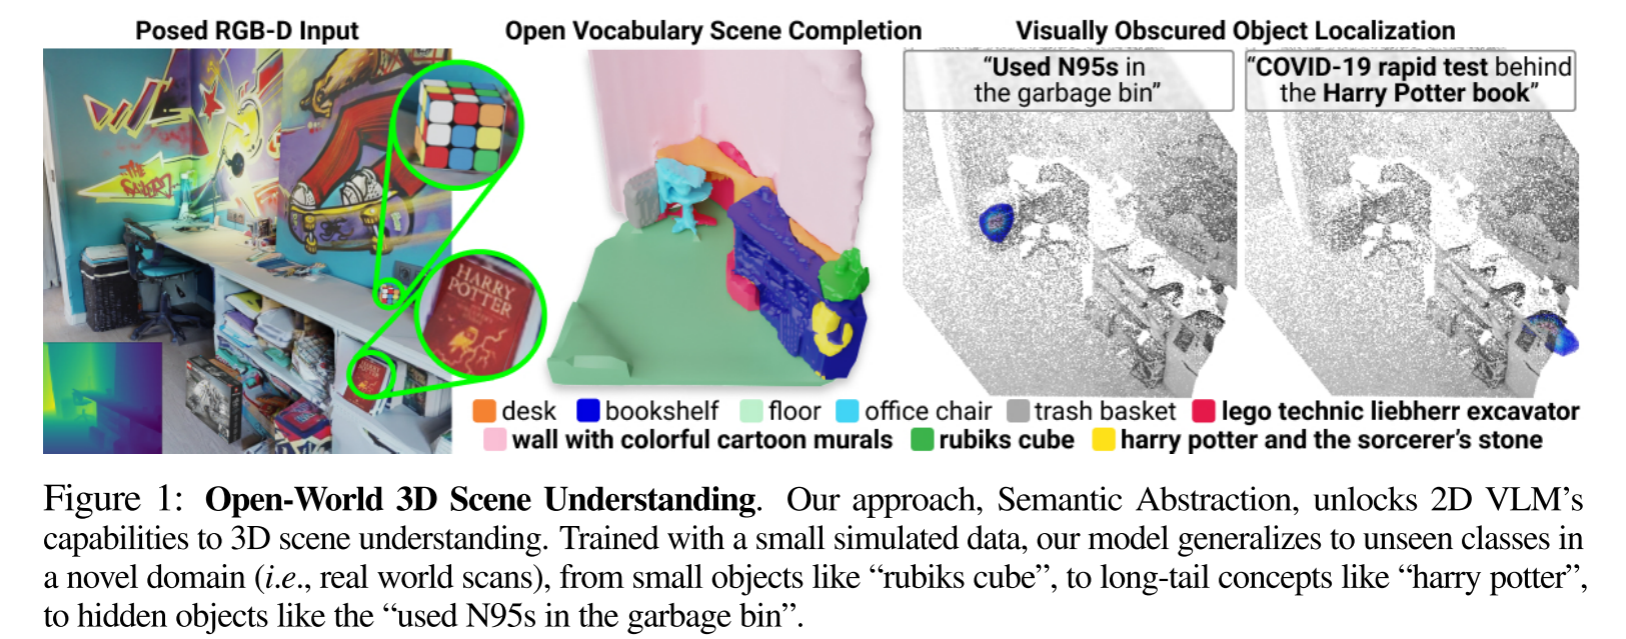 Posed RGB-D Input
Open Vocabulary Scene Completion
Visually Obscured Object Localization
“Used N95s in
the garbage bin”
“COVID-19 rapid test behind
the Harry Potter book”
HARRY
POTTER
desk bookshelf floor office chair trash basket lego technic liebherr excavator
wall with colorful cartoon murals rubiks cube harry potter and the sorcerer’s stone
Figure 1: Open-World 3D Scene Understanding. Our approach, Semantic Abstraction, unlocks 2D VLM’s
capabilities to 3D scene understanding. Trained with a small simulated data, our model generalizes to unseen classes in
a novel domain (i.e., real world scans), from small objects like “rubiks cube”, to long-tail concepts like “harry potter”,
to hidden objects like the “used N95s in the garbage bin”.